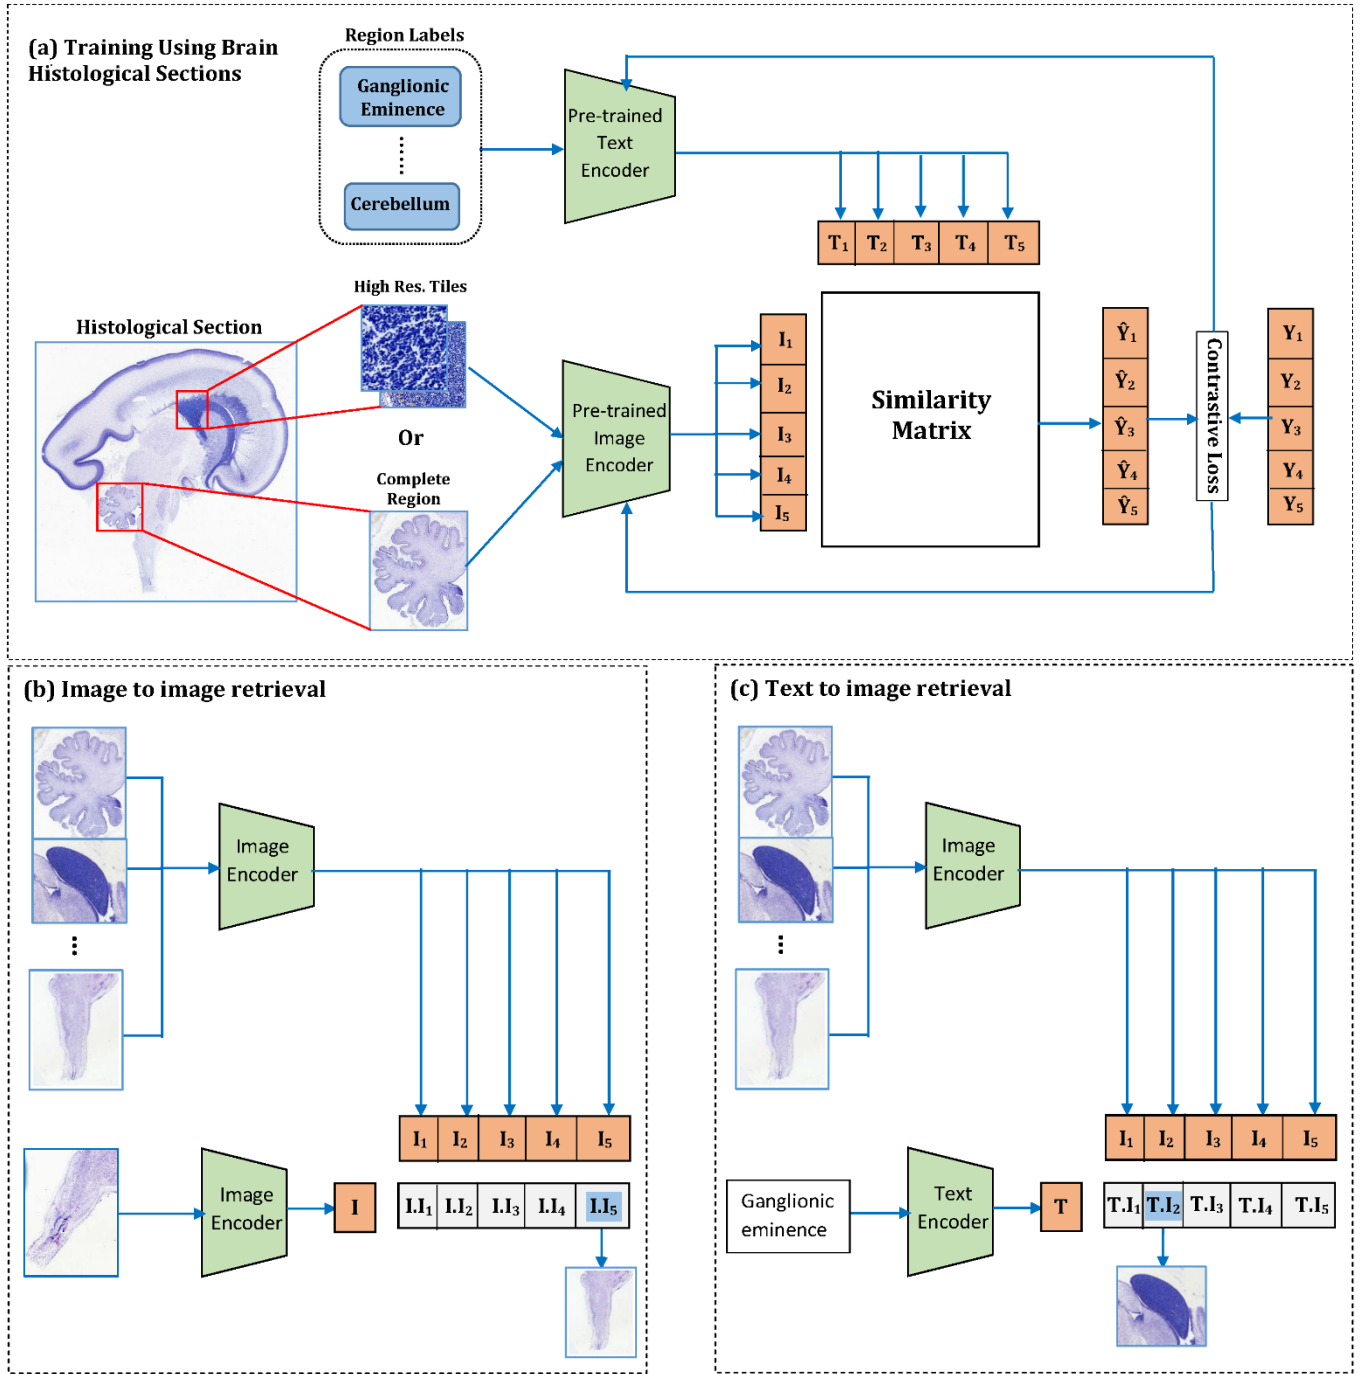 (a) Training Using Brain
Histological Sections
Region Labels
Ganglionic
Eminence
Cerebellum
Pre-trained
Text
Encoder
T₁ T₂ T₃ T₄ T₅
High Res. Tiles
Histological Section
Or
Complete
Region
Pre-trained
Image
Encoder
I₁
I₂
I₃
I₄
I₅
Similarity
Matrix
Ŷ₁
Ŷ₂
Ŷ₃
Ŷ₄
Ŷ₅
Contrastive Loss
Y₁
Y₂
Y₃
Y₄
Y₅
(b) Image to image retrieval
Image
Encoder
I₁ I₂ I₃ I₄ I₅
Image
Encoder
I
I.I₁ I.I₂ I.I₃ I.I₄ I.I₅
(c) Text to image retrieval
Image
Encoder
I₁ I₂ I₃ I₄ I₅
Ganglionic
eminence
Text
Encoder
T
T.I₁ T.I₂ T.I₃ T.I₄ T.I₅